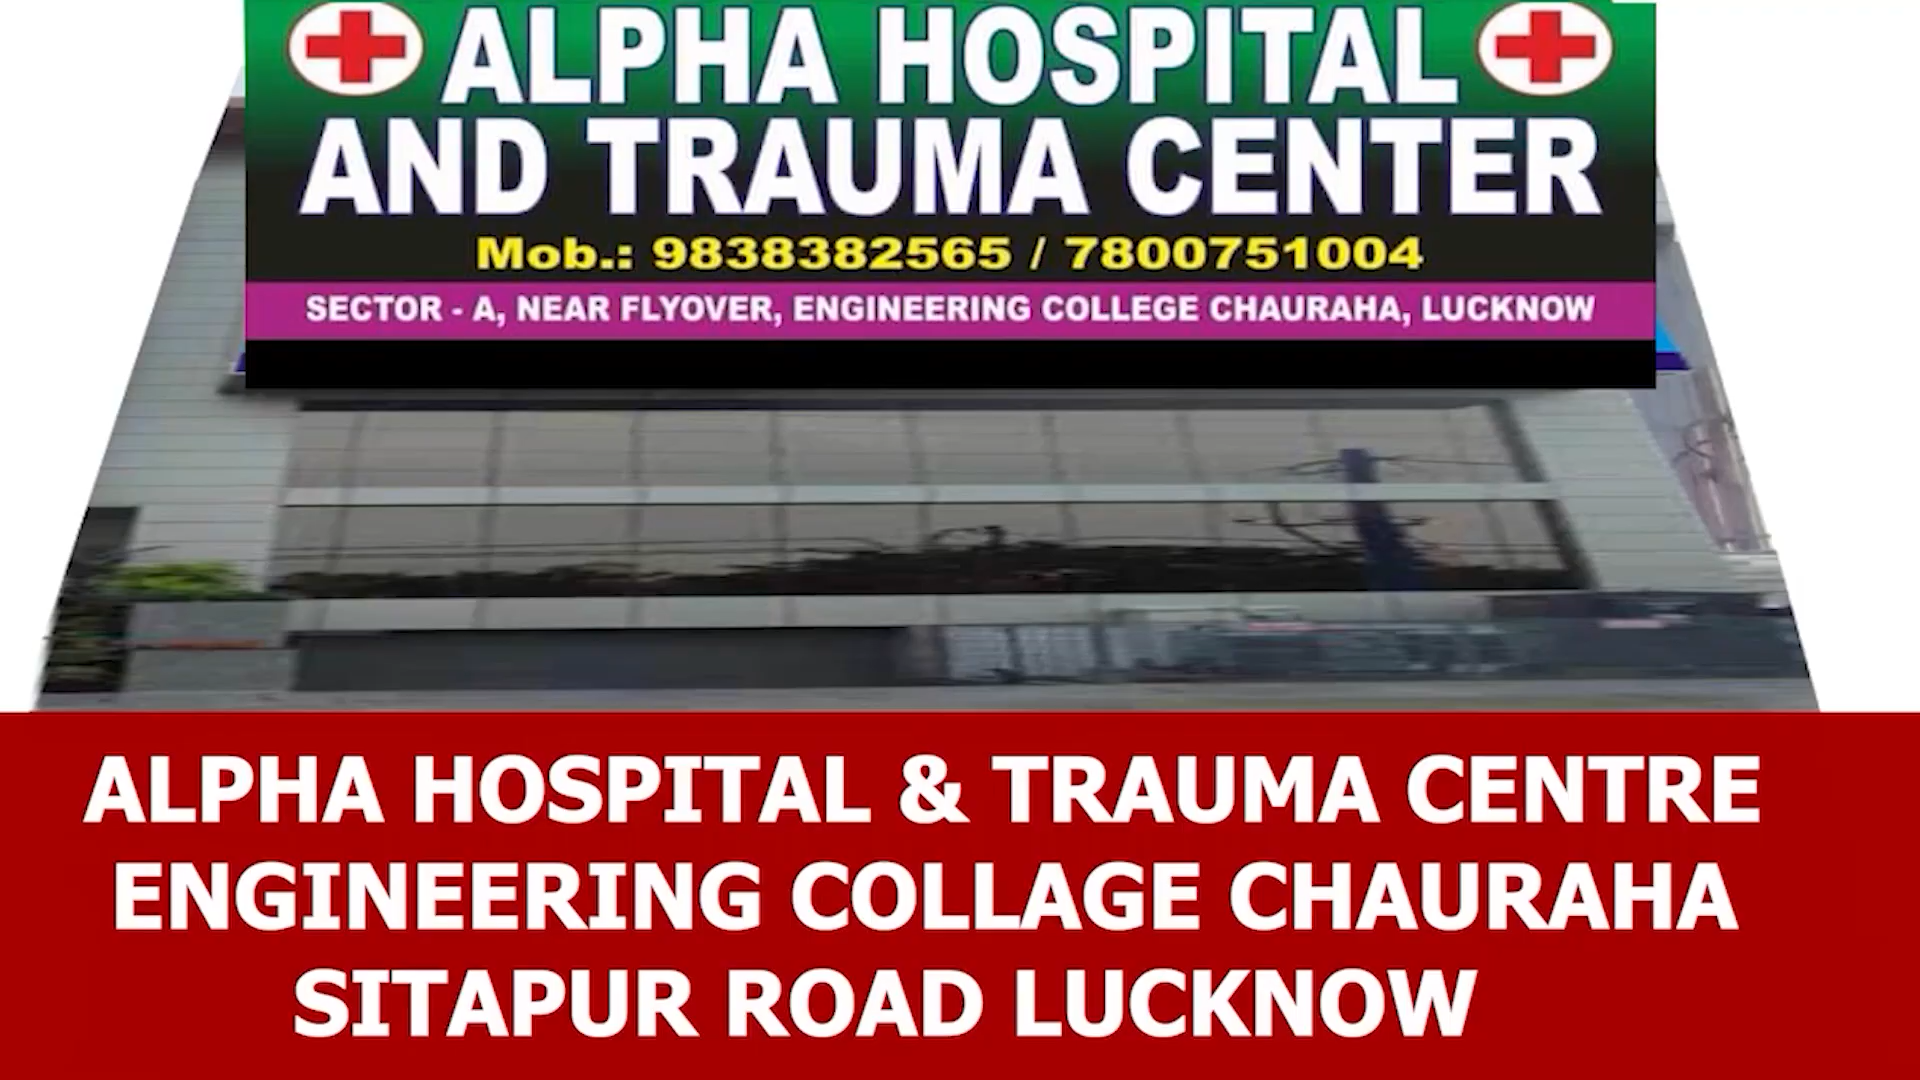 ALPHA HOSPITAL
AND TRAUMA CENTER
Mob.: 9838382565 / 7800751004
SECTOR - A, NEAR FLYOVER, ENGINEERING COLLEGE CHAURAHA, LUCKNOW
ALPHA HOSPITAL & TRAUMA CENTRE
ENGINEERING COLLAGE CHAURAHA
SITAPUR ROAD LUCKNOW